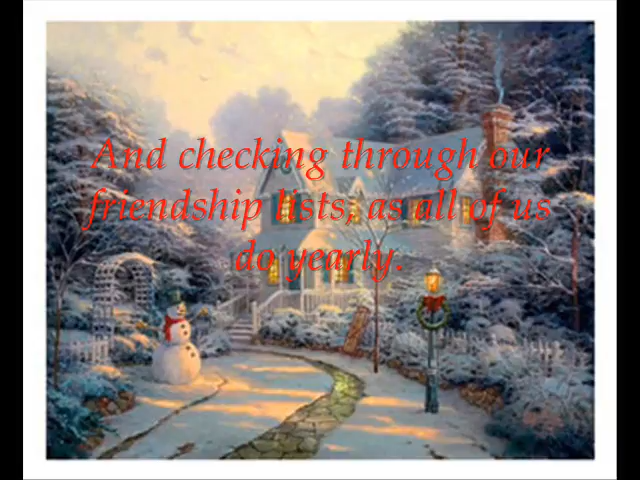 And checking through our
friendship lists, as all of us
do yearly.